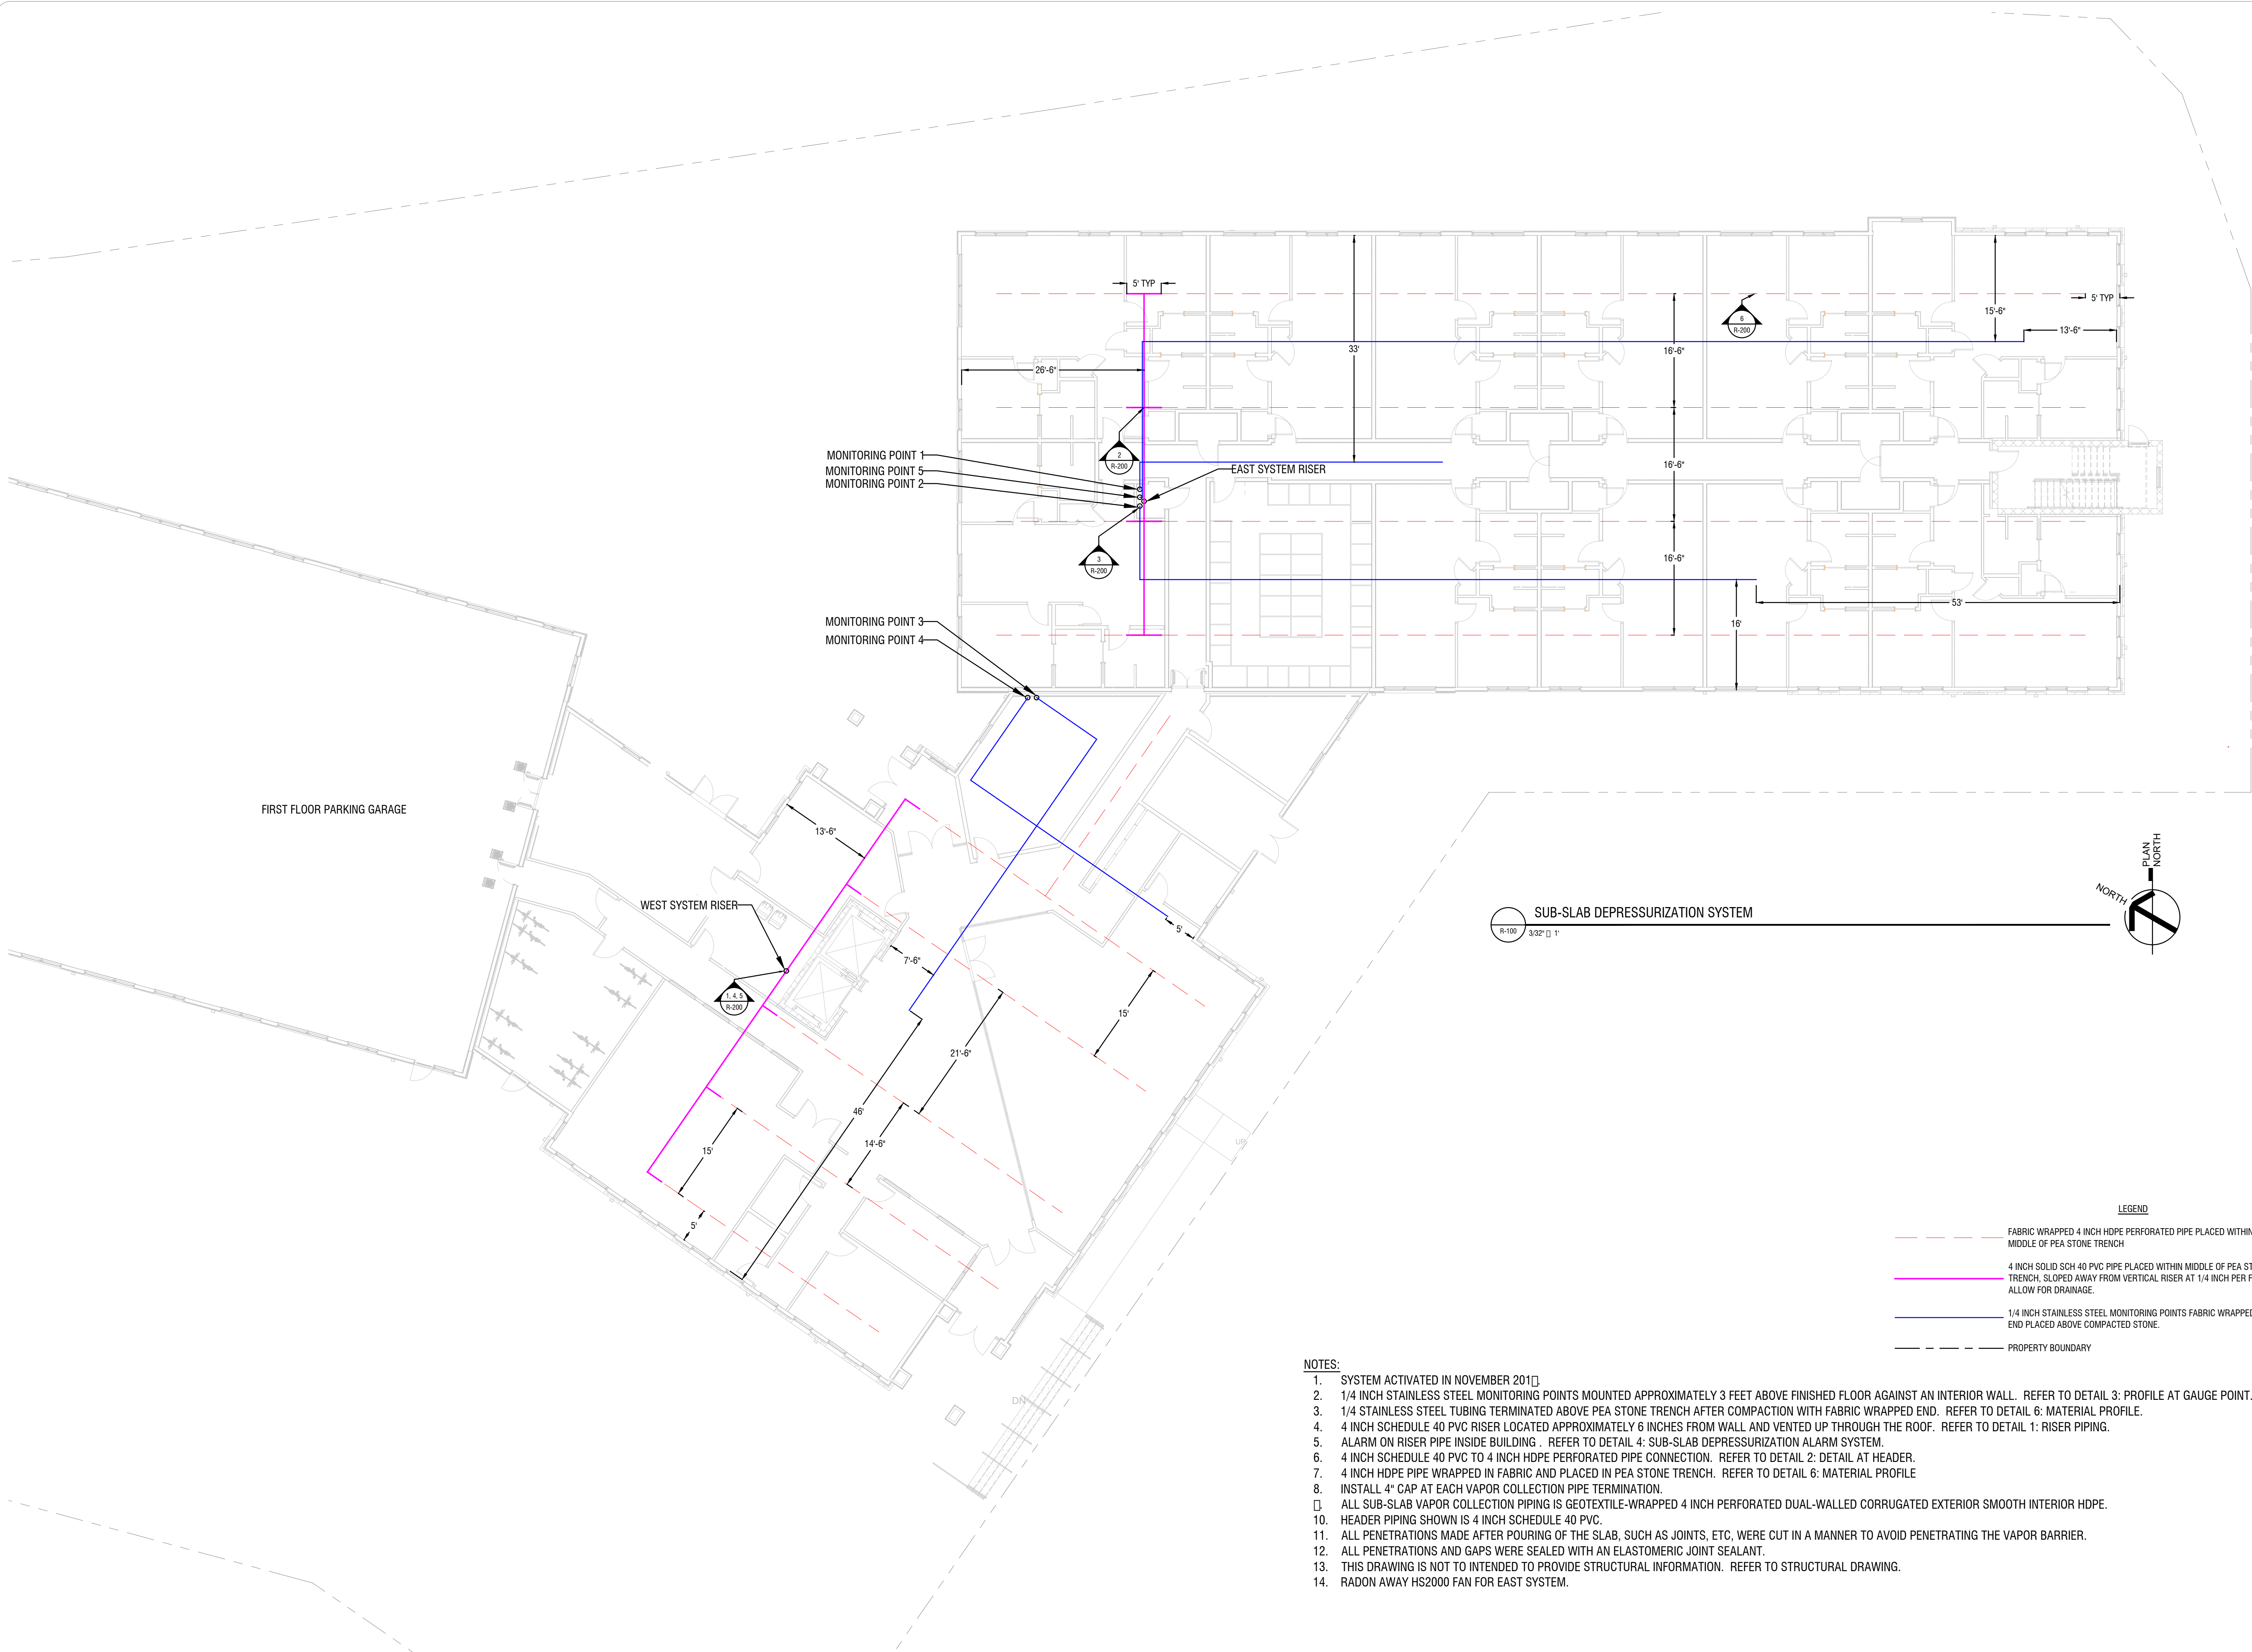 5' TYP
5' TYP
15'-6"
13'-6"
6
R-200
33'
16'-6"
26'-6"
2
R-200
MONITORING POINT 1
MONITORING POINT 5
MONITORING POINT 2
EAST SYSTEM RISER
16'-6"
3
R-200
16'-6"
53'
16'
MONITORING POINT 3
MONITORING POINT 4
FIRST FLOOR PARKING GARAGE
13'-6"
WEST SYSTEM RISER
1, 4, 5
R-200
7'-6"
5'
15'
21'-6"
46'
14'-6"
15'
5'
UP
DN
PLAN
NORTH
NORTH
R-100
SUB-SLAB DEPRESSURIZATION SYSTEM
3/32" 1'
LEGEND
FABRIC WRAPPED 4 INCH HDPE PERFORATED PIPE PLACED WITHIN
MIDDLE OF PEA STONE TRENCH
4 INCH SOLID SCH 40 PVC PIPE PLACED WITHIN MIDDLE OF PEA ST
TRENCH, SLOPED AWAY FROM VERTICAL RISER AT 1/4 INCH PER F
ALLOW FOR DRAINAGE.
1/4 INCH STAINLESS STEEL MONITORING POINTS FABRIC WRAPPED
END PLACED ABOVE COMPACTED STONE.
PROPERTY BOUNDARY
NOTES:
1. SYSTEM ACTIVATED IN NOVEMBER 201▯.
2. 1/4 INCH STAINLESS STEEL MONITORING POINTS MOUNTED APPROXIMATELY 3 FEET ABOVE FINISHED FLOOR AGAINST AN INTERIOR WALL. REFER TO DETAIL 3: PROFILE AT GAUGE POINT.
3. 1/4 STAINLESS STEEL TUBING TERMINATED ABOVE PEA STONE TRENCH AFTER COMPACTION WITH FABRIC WRAPPED END. REFER TO DETAIL 6: MATERIAL PROFILE.
4. 4 INCH SCHEDULE 40 PVC RISER LOCATED APPROXIMATELY 6 INCHES FROM WALL AND VENTED UP THROUGH THE ROOF. REFER TO DETAIL 1: RISER PIPING.
5. ALARM ON RISER PIPE INSIDE BUILDING . REFER TO DETAIL 4: SUB-SLAB DEPRESSURIZATION ALARM SYSTEM.
6. 4 INCH SCHEDULE 40 PVC TO 4 INCH HDPE PERFORATED PIPE CONNECTION. REFER TO DETAIL 2: DETAIL AT HEADER.
7. 4 INCH HDPE PIPE WRAPPED IN FABRIC AND PLACED IN PEA STONE TRENCH. REFER TO DETAIL 6: MATERIAL PROFILE
8. INSTALL 4" CAP AT EACH VAPOR COLLECTION PIPE TERMINATION.
▯. ALL SUB-SLAB VAPOR COLLECTION PIPING IS GEOTEXTILE-WRAPPED 4 INCH PERFORATED DUAL-WALLED CORRUGATED EXTERIOR SMOOTH INTERIOR HDPE.
10. HEADER PIPING SHOWN IS 4 INCH SCHEDULE 40 PVC.
11. ALL PENETRATIONS MADE AFTER POURING OF THE SLAB, SUCH AS JOINTS, ETC, WERE CUT IN A MANNER TO AVOID PENETRATING THE VAPOR BARRIER.
12. ALL PENETRATIONS AND GAPS WERE SEALED WITH AN ELASTOMERIC JOINT SEALANT.
13. THIS DRAWING IS NOT TO INTENDED TO PROVIDE STRUCTURAL INFORMATION. REFER TO STRUCTURAL DRAWING.
14. RADON AWAY HS2000 FAN FOR EAST SYSTEM.